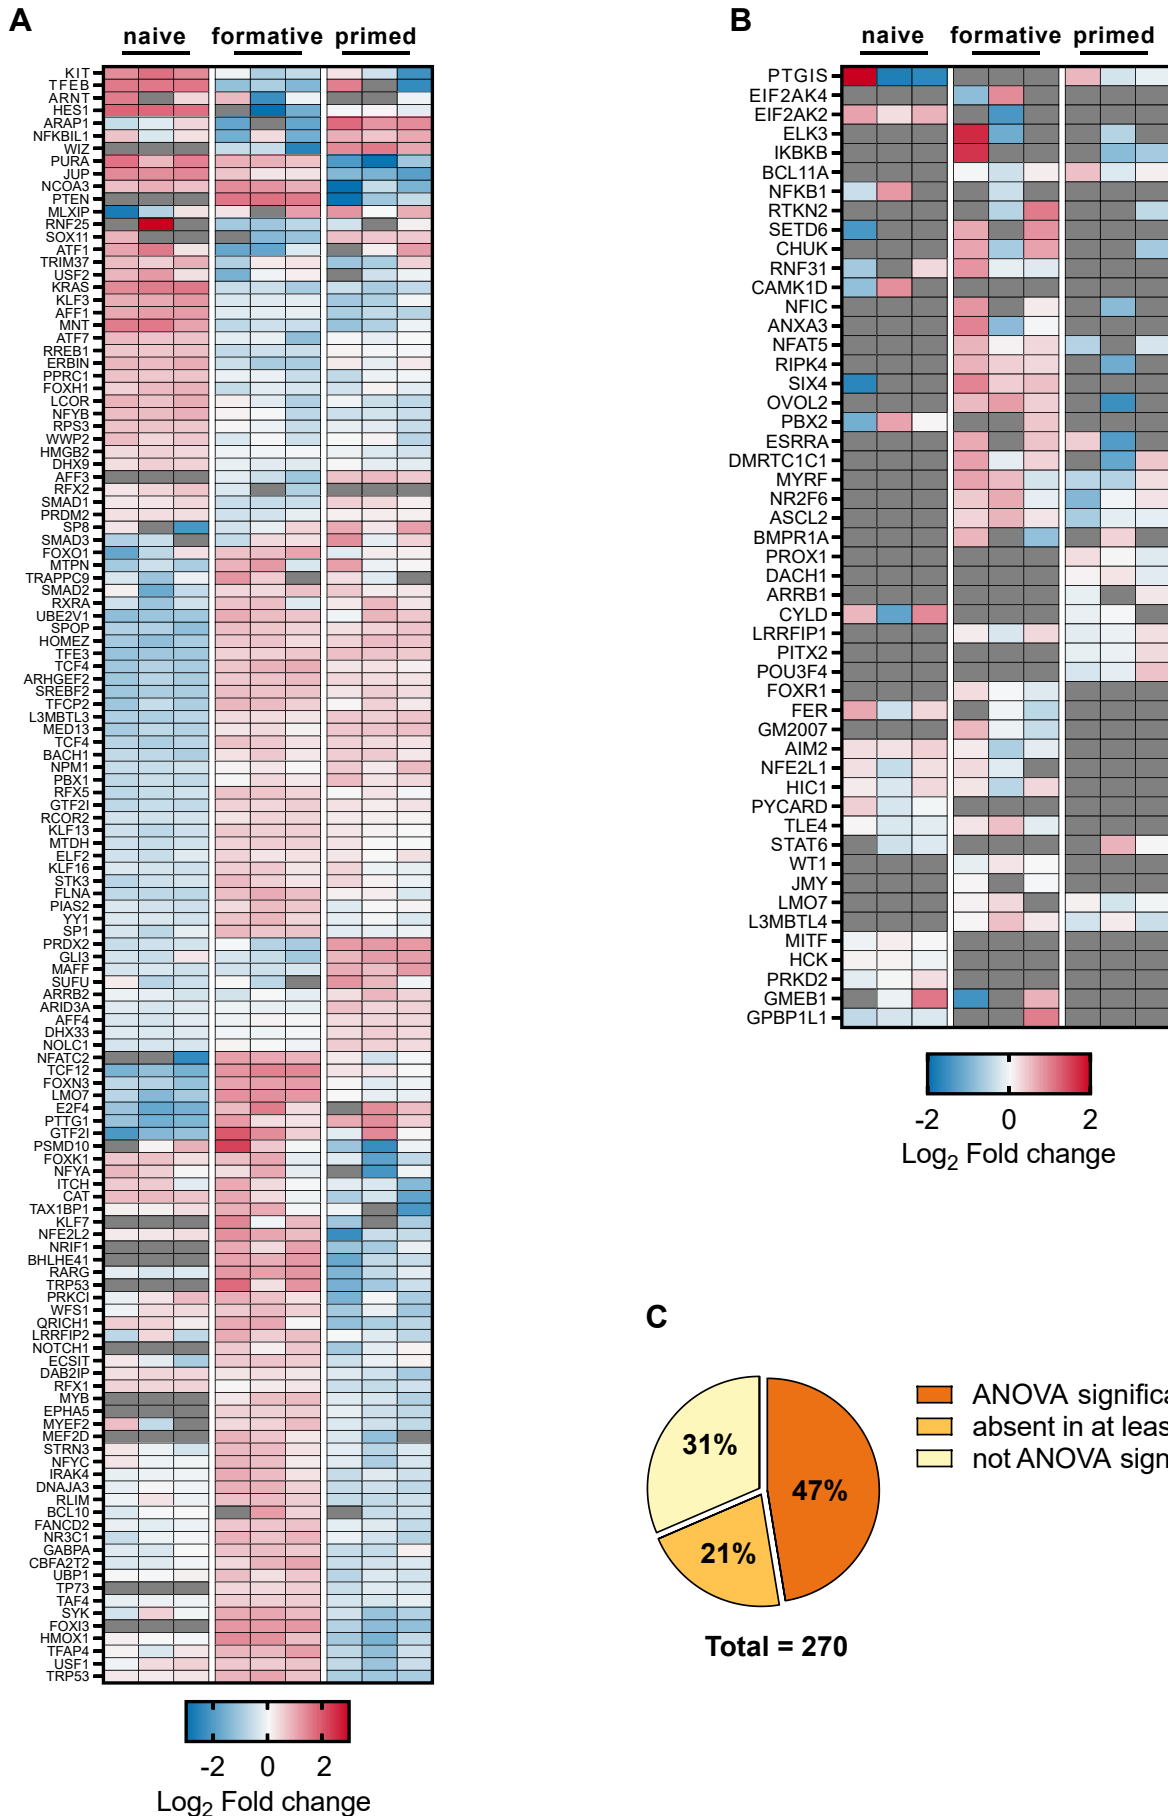 A
naive formative primed
KIT
TFEB
ARNT
HES1
ARAP1
NFKBIL1
WIZ
PURA
JUP
NCOA3
PTEN
MLXIP
RNF25
SOX11
ATF1
TRIM37
USF2
KRAS
KLF3
AFF1
MNT
ATF7
RREB1
ERBIN
PPRC1
FOXH1
LCOR
NFYB
RPS3
WWP2
HMGB2
DHX9
AFF3
RFX2
SMAD1
PRDM2
SP8
SMAD3
FOXO1
MTPN
TRAPPC9
SMAD2
RXRA
UBE2V1
SPOP
HOMEZ
TFE3
TCF4
ARHGEF2
SREBF2
TFCP2
L3MBTL3
MED13
TCF4
BACH1
NPM1
PBX1
RFX5
GTF2I
RCOR2
KLF13
MTDH
ELF2
KLF16
STK3
FLNA
PIAS2
YY1
SP1
PRDX2
GLI3
MAFF
SUFU
ARRB2
ARID3A
AFF4
DHX33
NOLC1
NFATC2
TCF12
FOXN3
LMO7
E2F4
PTTG1
GTF2I
PSMD10
FOXK1
NFYA
ITCH
CAT
TAX1BP1
KLF7
NFE2L2
NRIF1
BHLHE41
RARG
TRP53
PRKCI
WFS1
QRICH1
LRRFIP2
NOTCH1
ECSIT
DAB2IP
RFX1
MYB
EPHA5
MYEF2
MEF2D
STRN3
NFYC
IRAK4
DNAJA3
RLIM
BCL10
FANCD2
NR3C1
GABPA
CBFA2T2
UBP1
TP73
TAF4
SYK
FOXI3
HMOX1
TFAP4
USF1
TRP53
-2 0 2
Log2 Fold change
B
naive formative primed
PTGIS
EIF2AK4
EIF2AK2
ELK3
IKBKB
BCL11A
NFKB1
RTKN2
SETD6
CHUK
RNF31
CAMK1D
NFIC
ANXA3
NFAT5
RIPK4
SIX4
OVOL2
PBX2
ESRRA
DMRTC1C1
MYRF
NR2F6
ASCL2
BMPR1A
PROX1
DACH1
ARRB1
CYLD
LRRFIP1
PITX2
POU3F4
FOXR1
FER
GM2007
AIM2
NFE2L1
HIC1
PYCARD
TLE4
STAT6
WT1
JMY
LMO7
L3MBTL4
MITF
HCK
PRKD2
GMEB1
GPBP1L1
-2 0 2
Log2 Fold change
C
31%
47%
21%
Total = 270
ANOVA significa
absent in at leas
not ANOVA sign